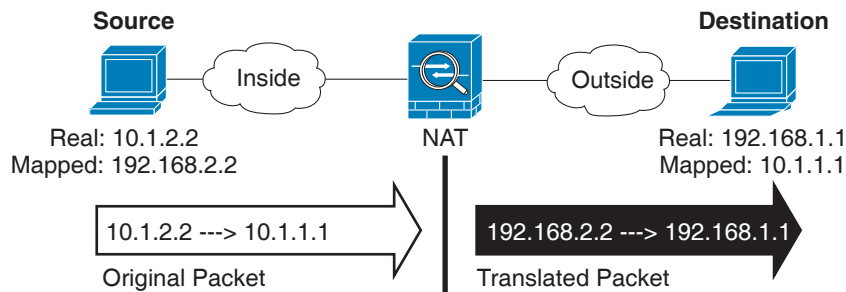 Source
Destination
Inside
Outside
Real: 10.1.2.2
Mapped: 192.168.2.2
NAT
Real: 192.168.1.1
Mapped: 10.1.1.1
10.1.2.2 ---> 10.1.1.1
192.168.2.2 ---> 192.168.1.1
Original Packet
Translated Packet